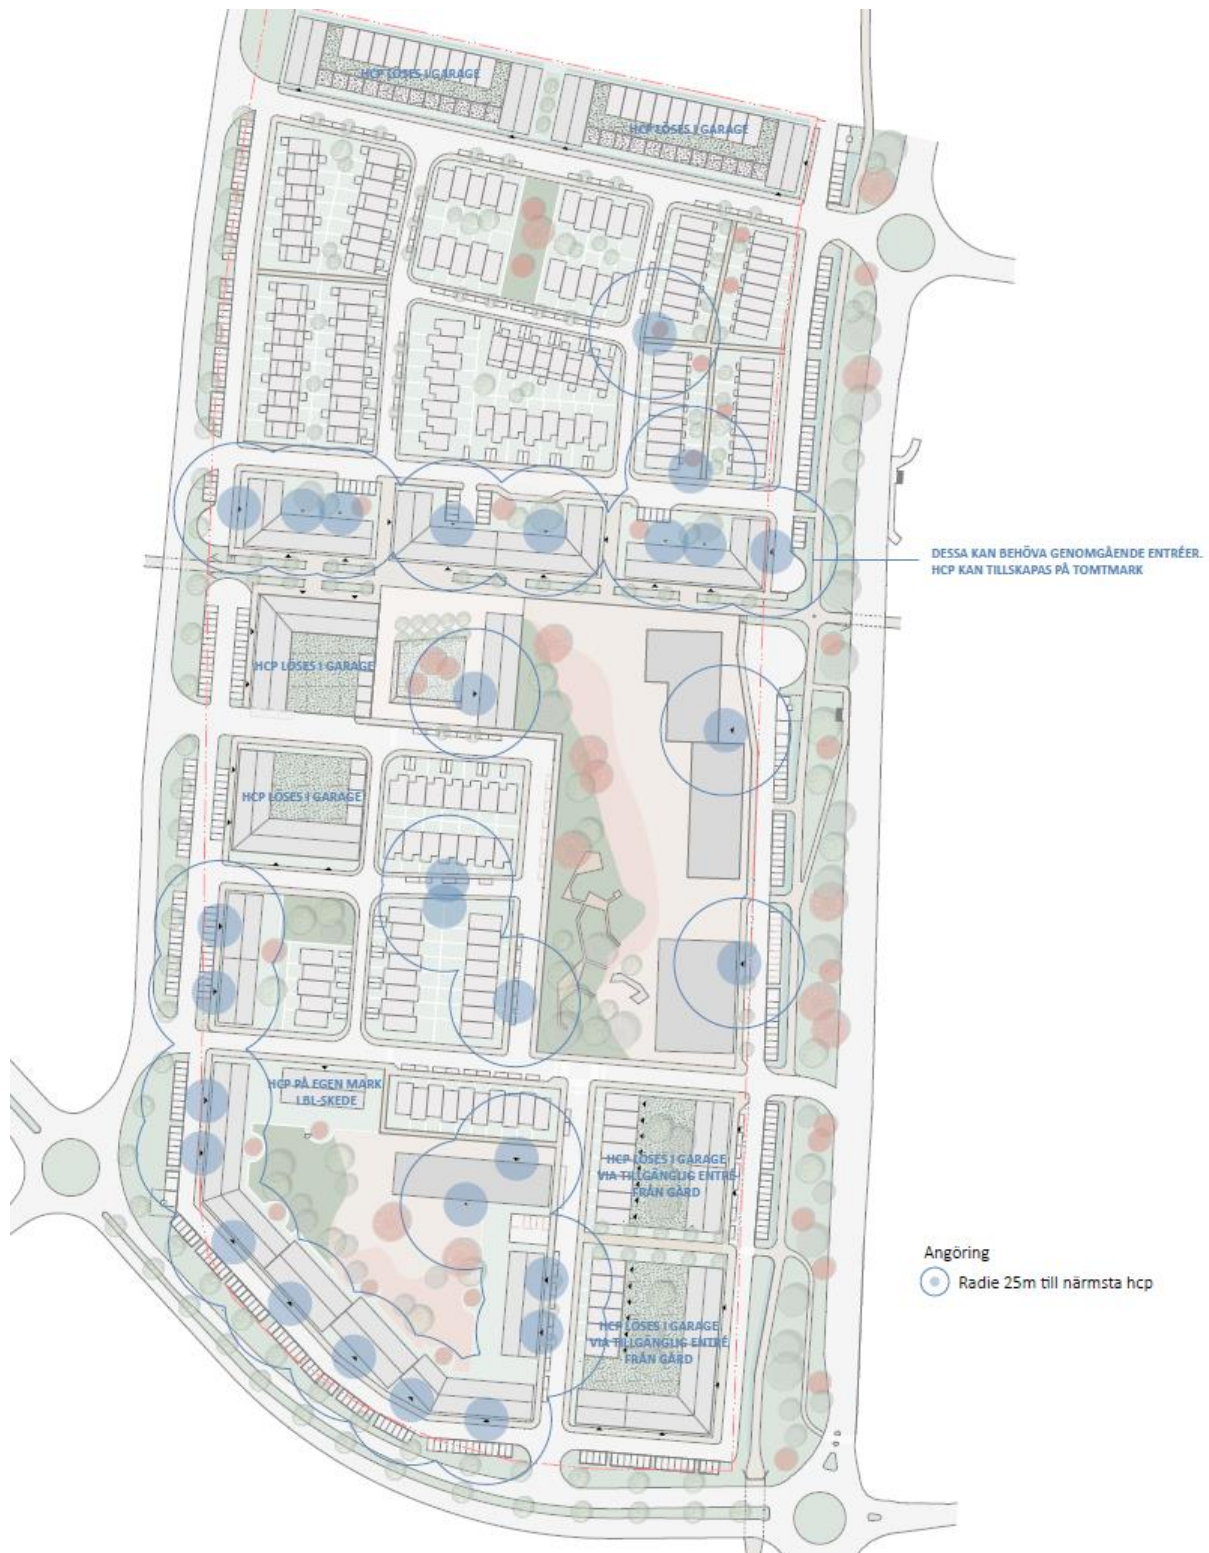 HCP LÖSES I GARAGE
HCP LÖSES I GARAGE
DESSA KAN BEHÖVA GENOMGÅENDE ENTRÉER.
HCP KAN TILLSKAPAS PÅ TOMTMARK
HCP LÖSES I GARAGE
HCP LÖSES I GARAGE
HCP PÅ EGEN MARK
I BL-SKEDE
HCP LÖSES I GARAGE
VIA TILLGÄNGLIG ENTRÉ
FRÅN GÅRD
Angöring
Radie 25m till närmsta hcp
HCP LÖSES I GARAGE
VIA TILLGÄNGLIG ENTRÉ
FRÅN GÅRD